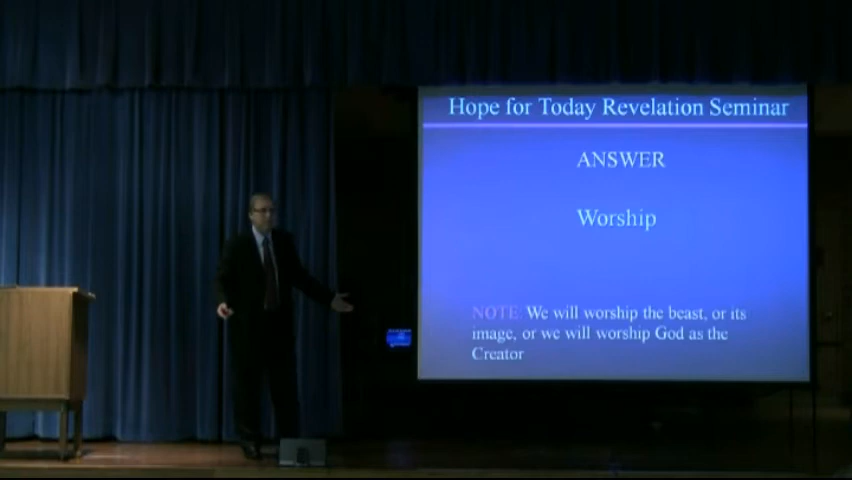 Hope for Today Revelation Seminar
ANSWER
Worship
NOTE: We will worship the beast, or its
image, or we will worship God as the
Creator